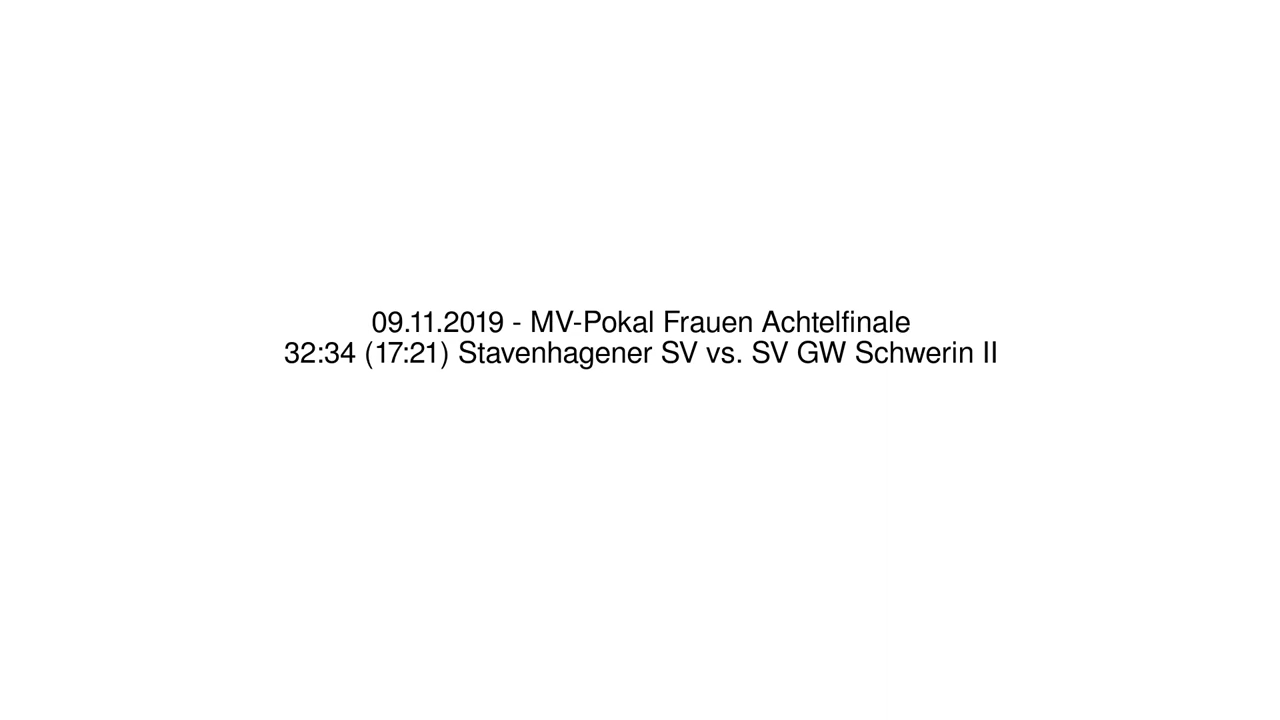 09.11.2019 - MV-Pokal Frauen Achtelfinale
32:34 (17:21) Stavenhagener SV vs. SV GW Schwerin II